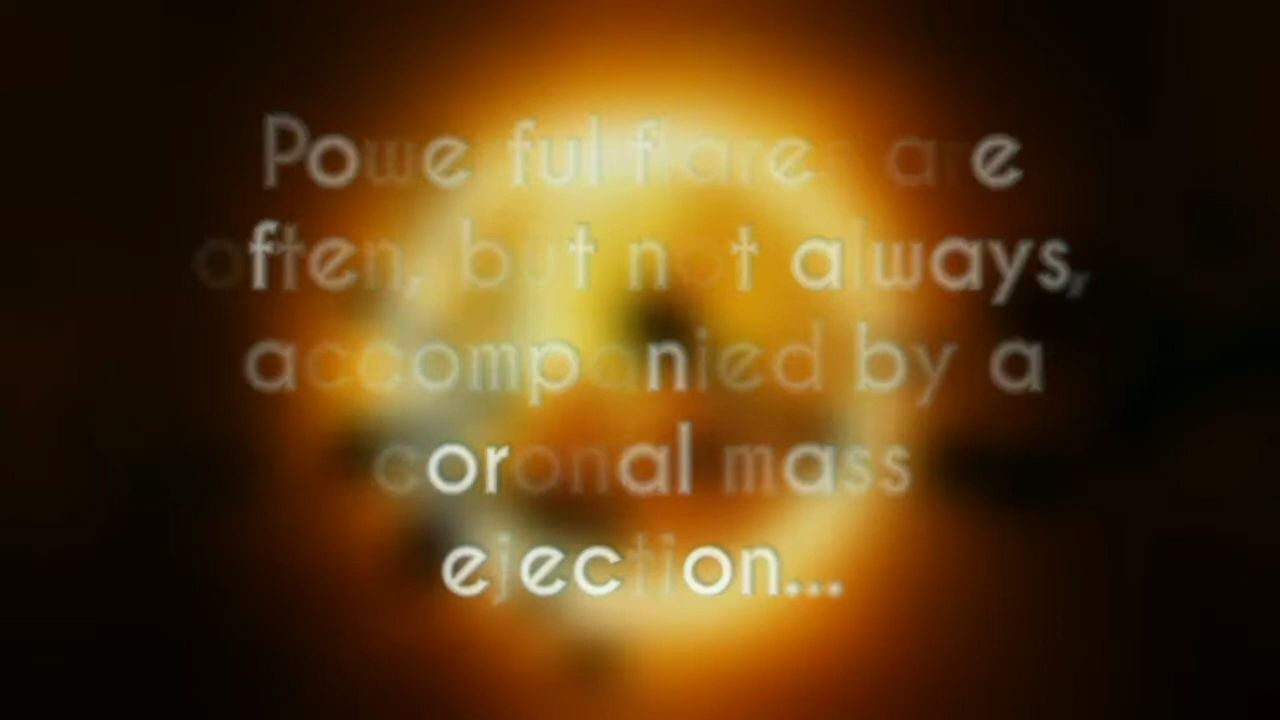 Powerful flares are
often, but not always,
accompanied by a
coronal mass
ejection...